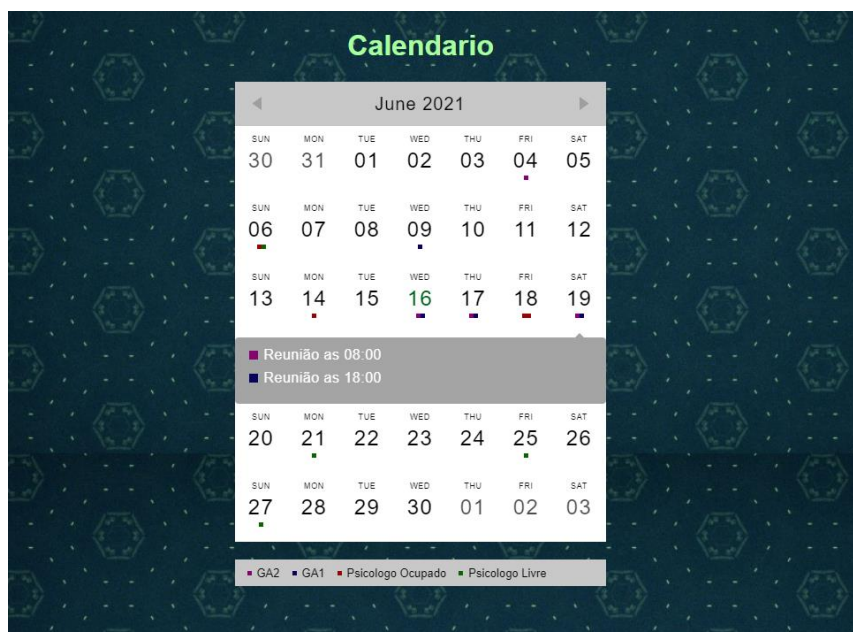 Calendario
June 2021
SUN MON TUE WED THU FRI SAT
30 31 01 02 03 04 05
SUN MON TUE WED THU FRI SAT
06 07 08 09 10 11 12
SUN MON TUE WED THU FRI SAT
13 14 15 16 17 18 19
Reunião as 08:00
Reunião as 18:00
SUN MON TUE WED THU FRI SAT
20 21 22 23 24 25 26
SUN MON TUE WED THU FRI SAT
27 28 29 30 01 02 03
GA2 GA1 Psicologo Ocupado Psicologo Livre